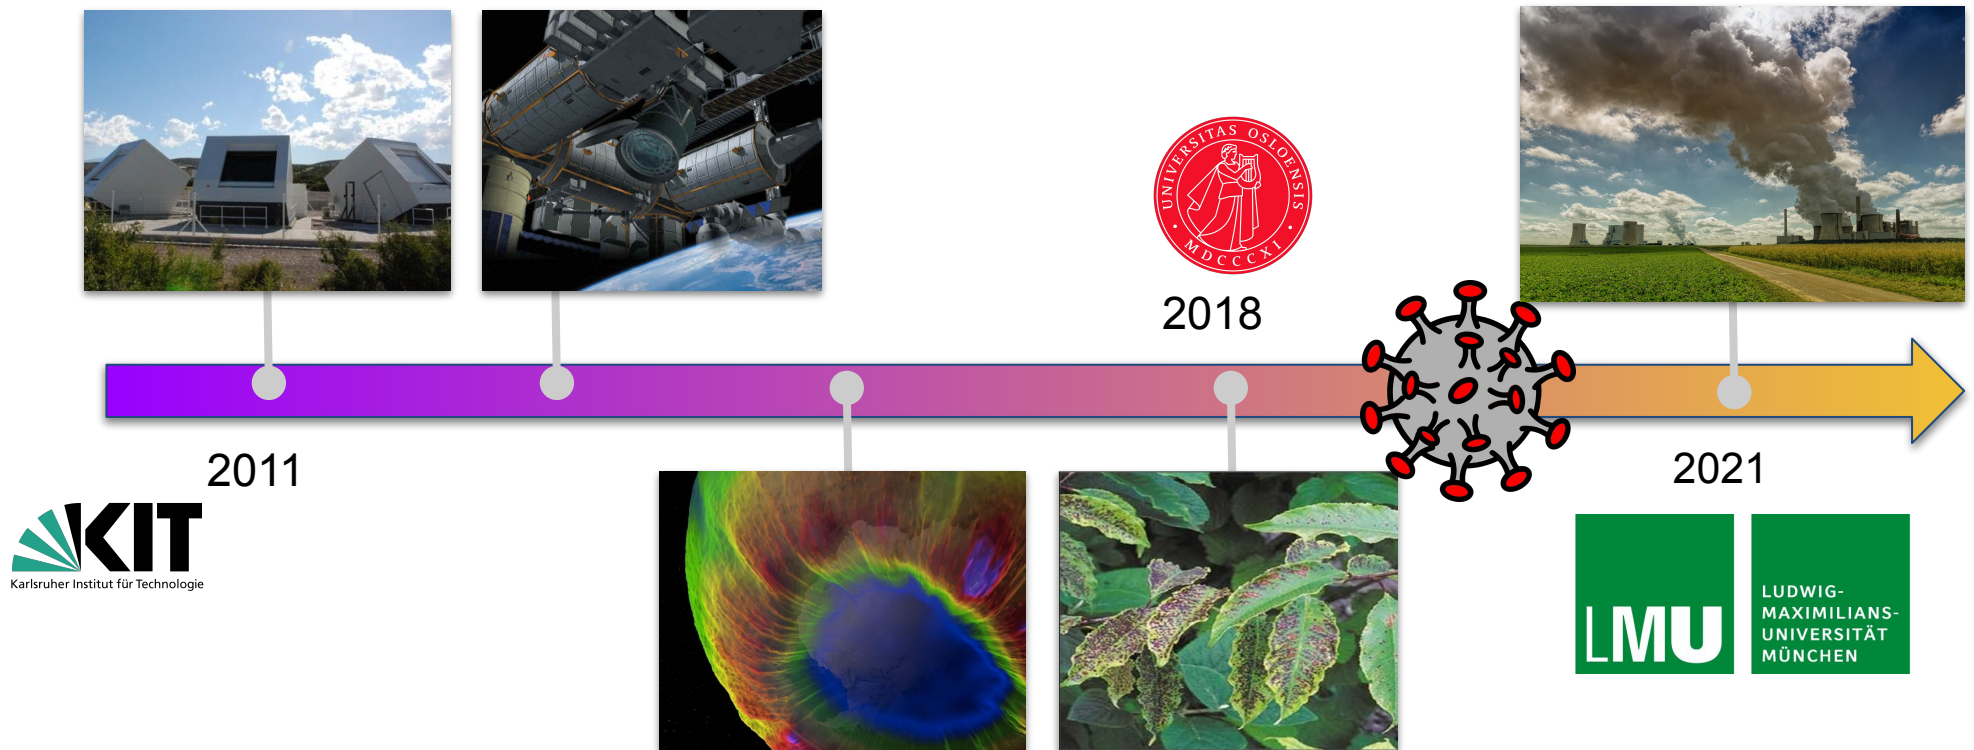 UNIVERSITAS OSLOENSIS
MDCCCXI
2018
2011
2021
KIT
Karlsruher Institut für Technologie
LMU
LUDWIG-
MAXIMILIANS-
UNIVERSITÄT
MÜNCHEN